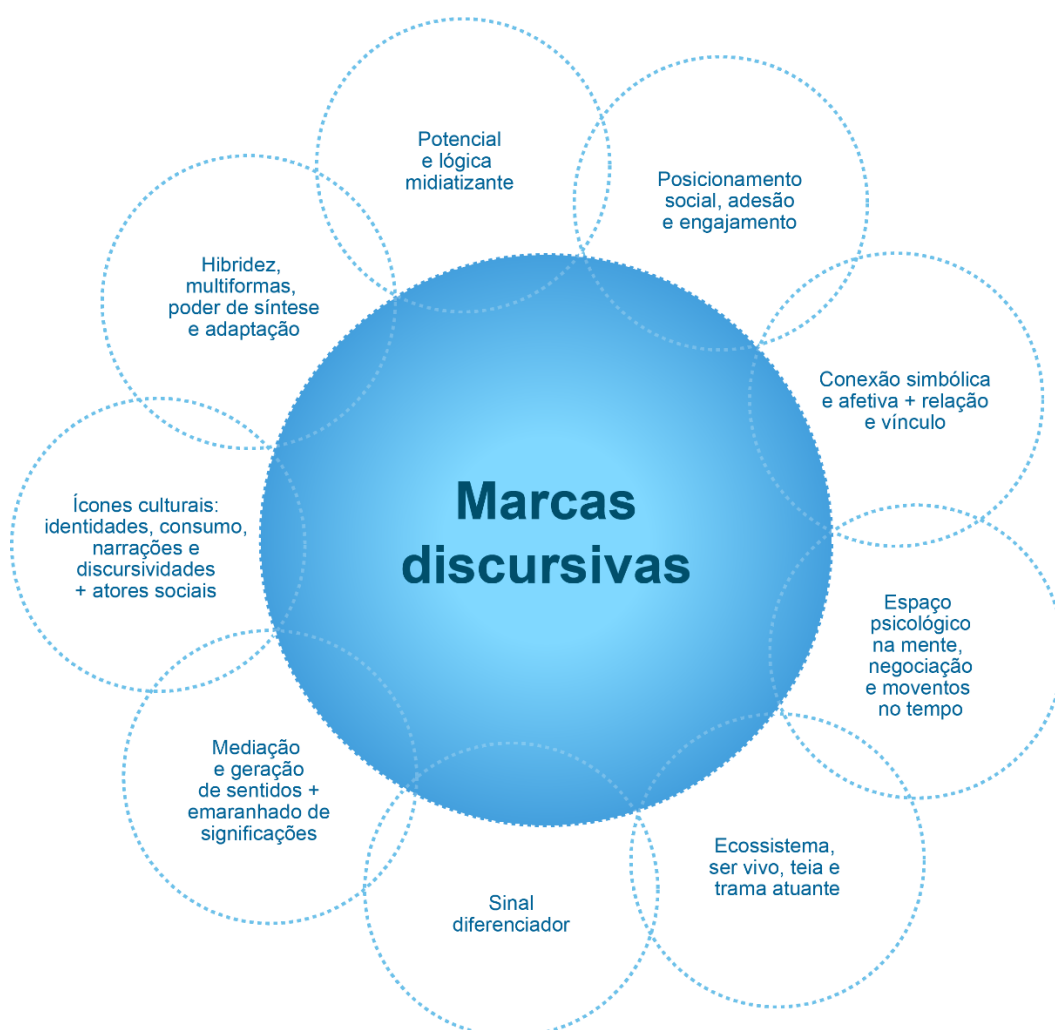 Potencial
e lógica
midiatizante
Posicionamento
social, adesão
e engajamento
Conexão simbólica
e afetiva + relação
e vínculo
Espaço
psicológico
na mente,
negociação
e moventos
no tempo
Ecossistema,
ser vivo, teia e
trama atuante
Sinal
diferenciador
Mediação
e geração
de sentidos +
emaranhado de
significações
Ícones culturais:
identidades, consumo,
narrações e
discursividades
+ atores sociais
Hibridez,
multiformas,
poder de síntese
e adaptação
Marcas
discursivas